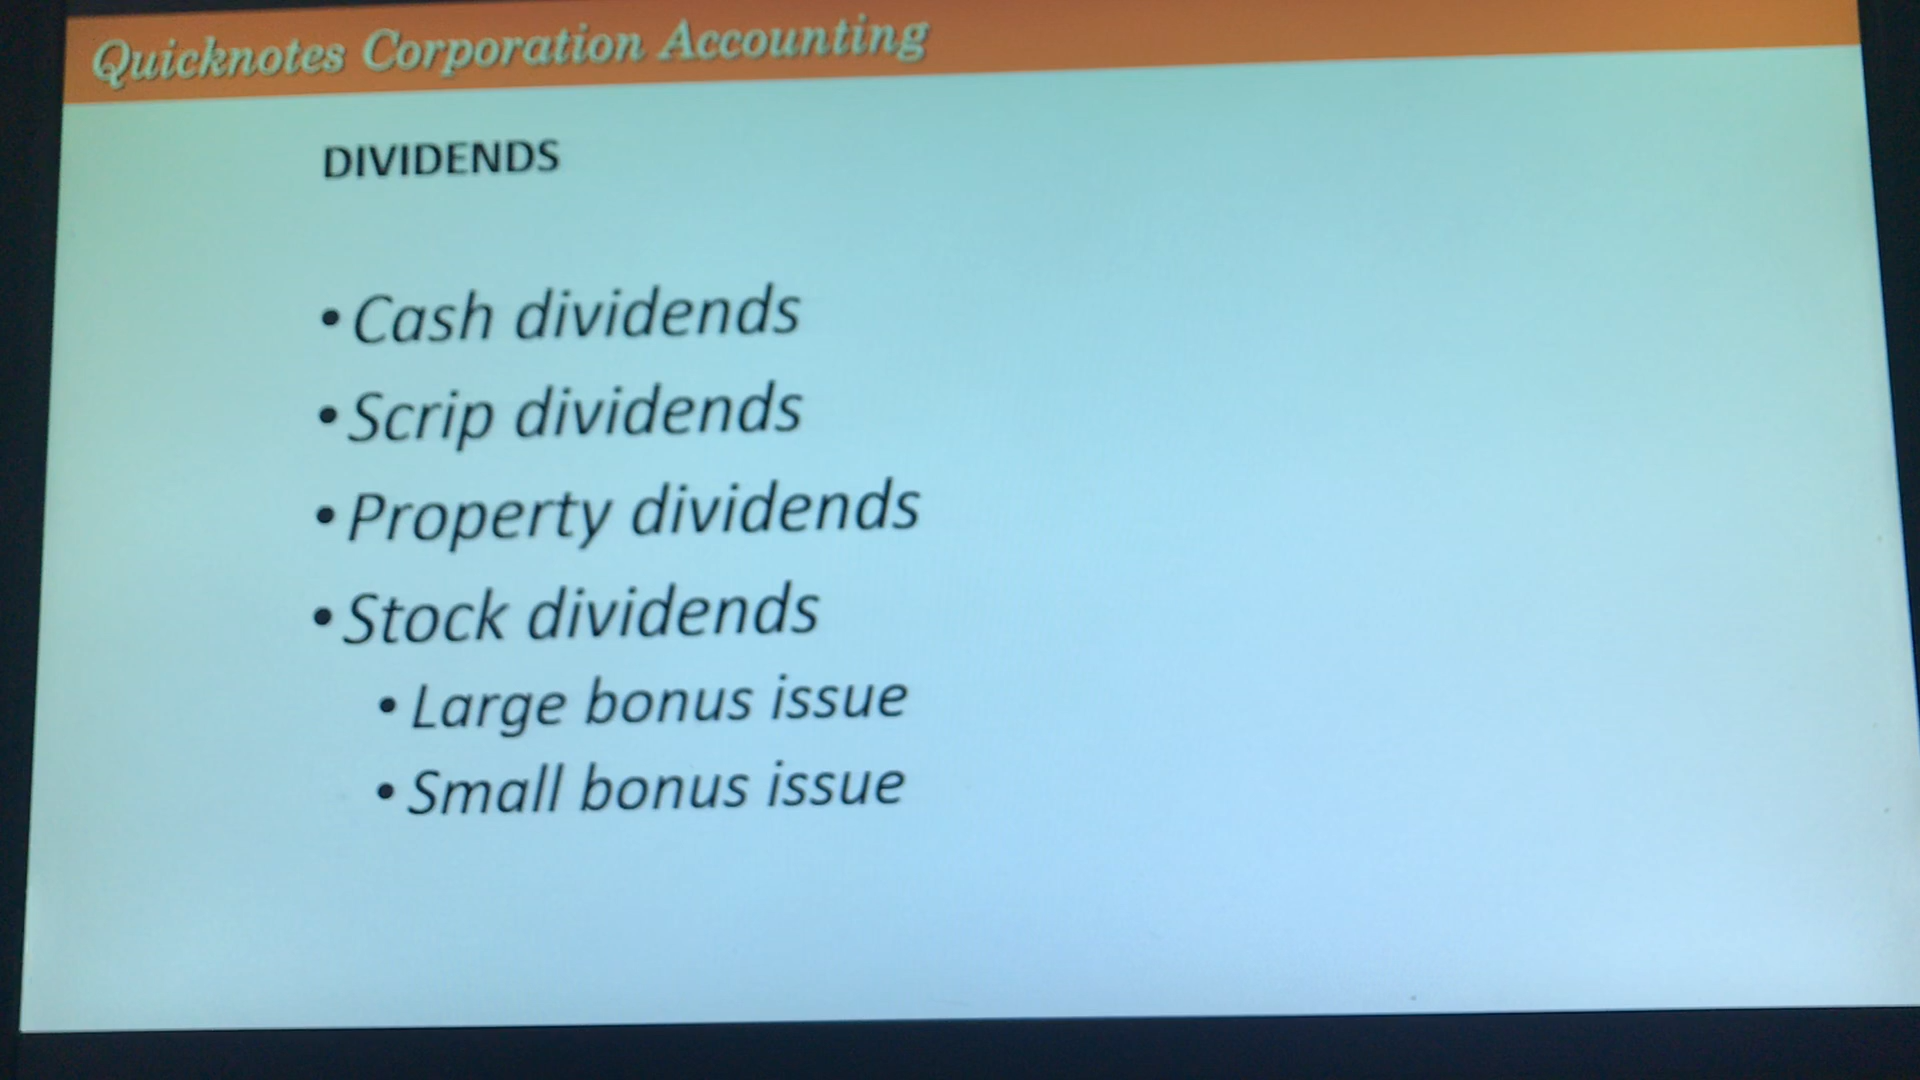 Quicknotes Corporation Accounting
DIVIDENDS
• Cash dividends
• Scrip dividends
• Property dividends
• Stock dividends
• Large bonus issue
• Small bonus issue